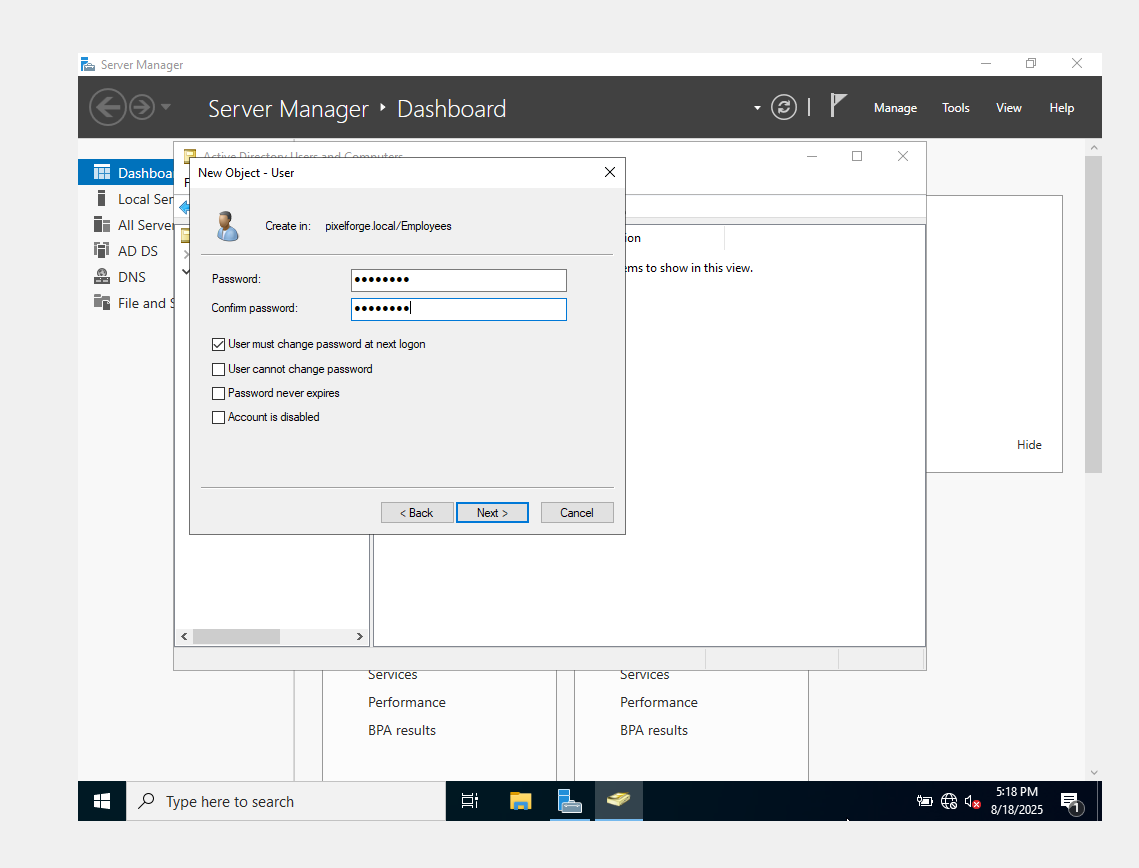 Server Manager
Server Manager ‣ Dashboard
Manage Tools View Help
Active Directory Users and Computers
New Object - User
Create in: pixelforge.local/Employees
Password: ••••••••
Confirm password: ••••••••
User must change password at next logon
User cannot change password
Password never expires
Account is disabled
< Back Next > Cancel
Dashboa
Local Ser
All Server
AD DS
DNS
File and S
F
ion
ems to show in this view.
Hide
Services Services
Performance Performance
BPA results BPA results
Type here to search
5:18 PM
8/18/2025
1